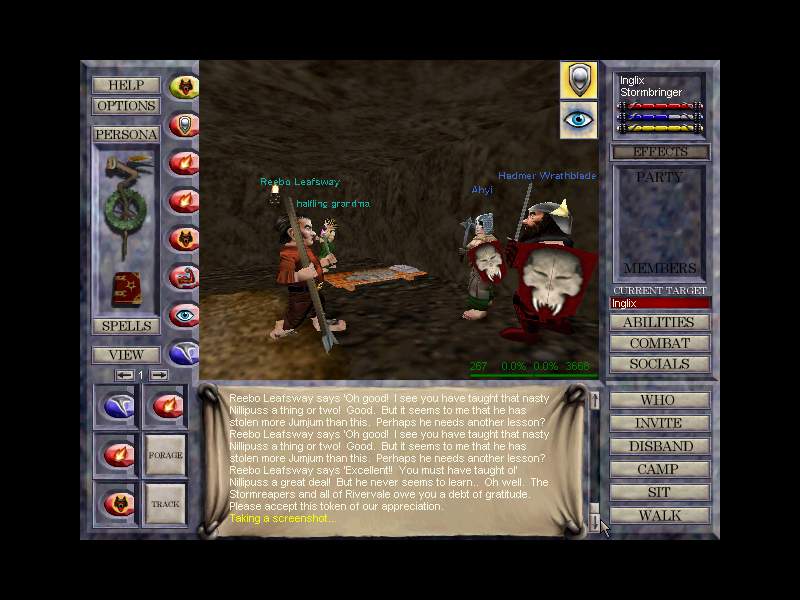 HELP
OPTIONS
PERSONA
SPELLS
VIEW
1
FORAGE
TRACK
Reebo Leafsway
halfling grandma
Hadmer Wrathblade
Ahyi
267 0.0% 0.0% 3668
Reebo Leafsway says 'Oh good! I see you have taught that nasty
Nillipuss a thing or two! Good. But it seems to me that he has
stolen more Jumjum than this. Perhaps he needs another lesson?
Reebo Leafsway says 'Oh good! I see you have taught that nasty
Nillipuss a thing or two! Good. But it seems to me that he has
stolen more Jumjum than this. Perhaps he needs another lesson?
Reebo Leafsway says 'Excellent!! You must have taught ol'
Nillipuss a great deal! But he never seems to learn.. Oh well. The
Stormreapers and all of Rivervale owe you a debt of gratitude.
Please accept this token of our appreciation.
Taking a screenshot...
Inglix
Stormbringer
EFFECTS
PARTY
MEMBERS
CURRENT TARGET
Inglix
ABILITIES
COMBAT
SOCIALS
WHO
INVITE
DISBAND
CAMP
SIT
WALK